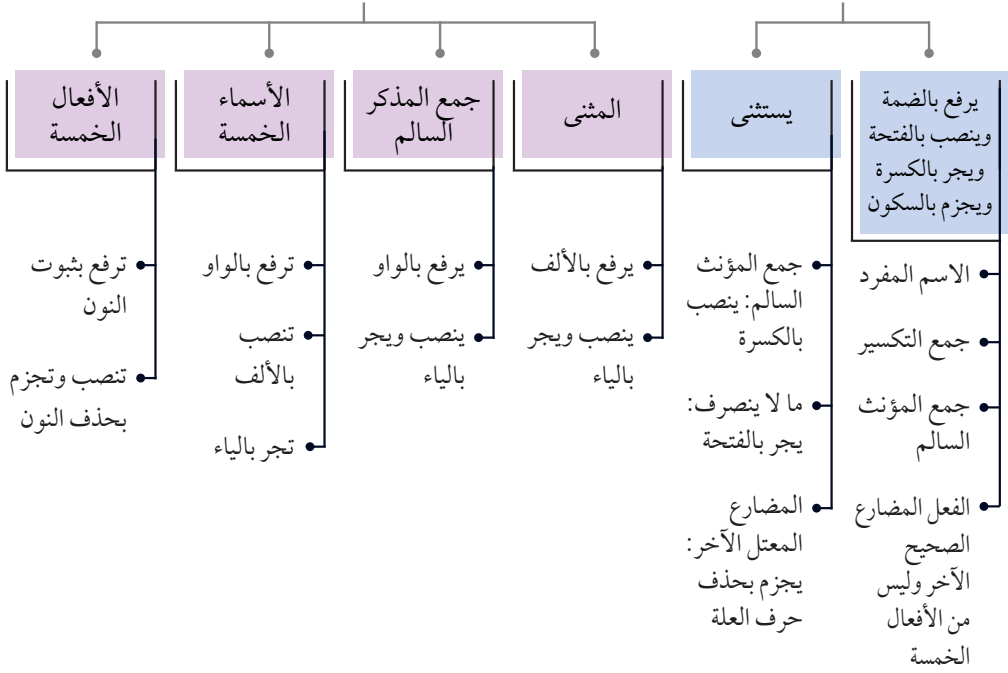 يرفع بالضمة
وينصب بالفتحة
ويجر بالكسرة
ويجزم بالسكون
الاسم المفرد
جمع التكسير
جمع المؤنث
السالم
الفعل المضارع
الصحيح
الآخر وليس
من الأفعال
الخمسة
يستثنى
جمع المؤنث
السالم: ينصب
بالكسرة
ما لا ينصرف:
يجر بالفتحة
المضارع
المعتل الآخر:
يجزم بحذف
حرف العلة
المثنى
يرفع بالألف
ينصب ويجر
بالياء
جمع المذكر
السالم
يرفع بالواو
ينصب ويجر
بالياء
الأسماء
الخمسة
ترفع بالواو
تنصب
بالألف
تجر بالياء
الأفعال
الخمسة
ترفع بثبوت
النون
تنصب وتجزم
بحذف النون